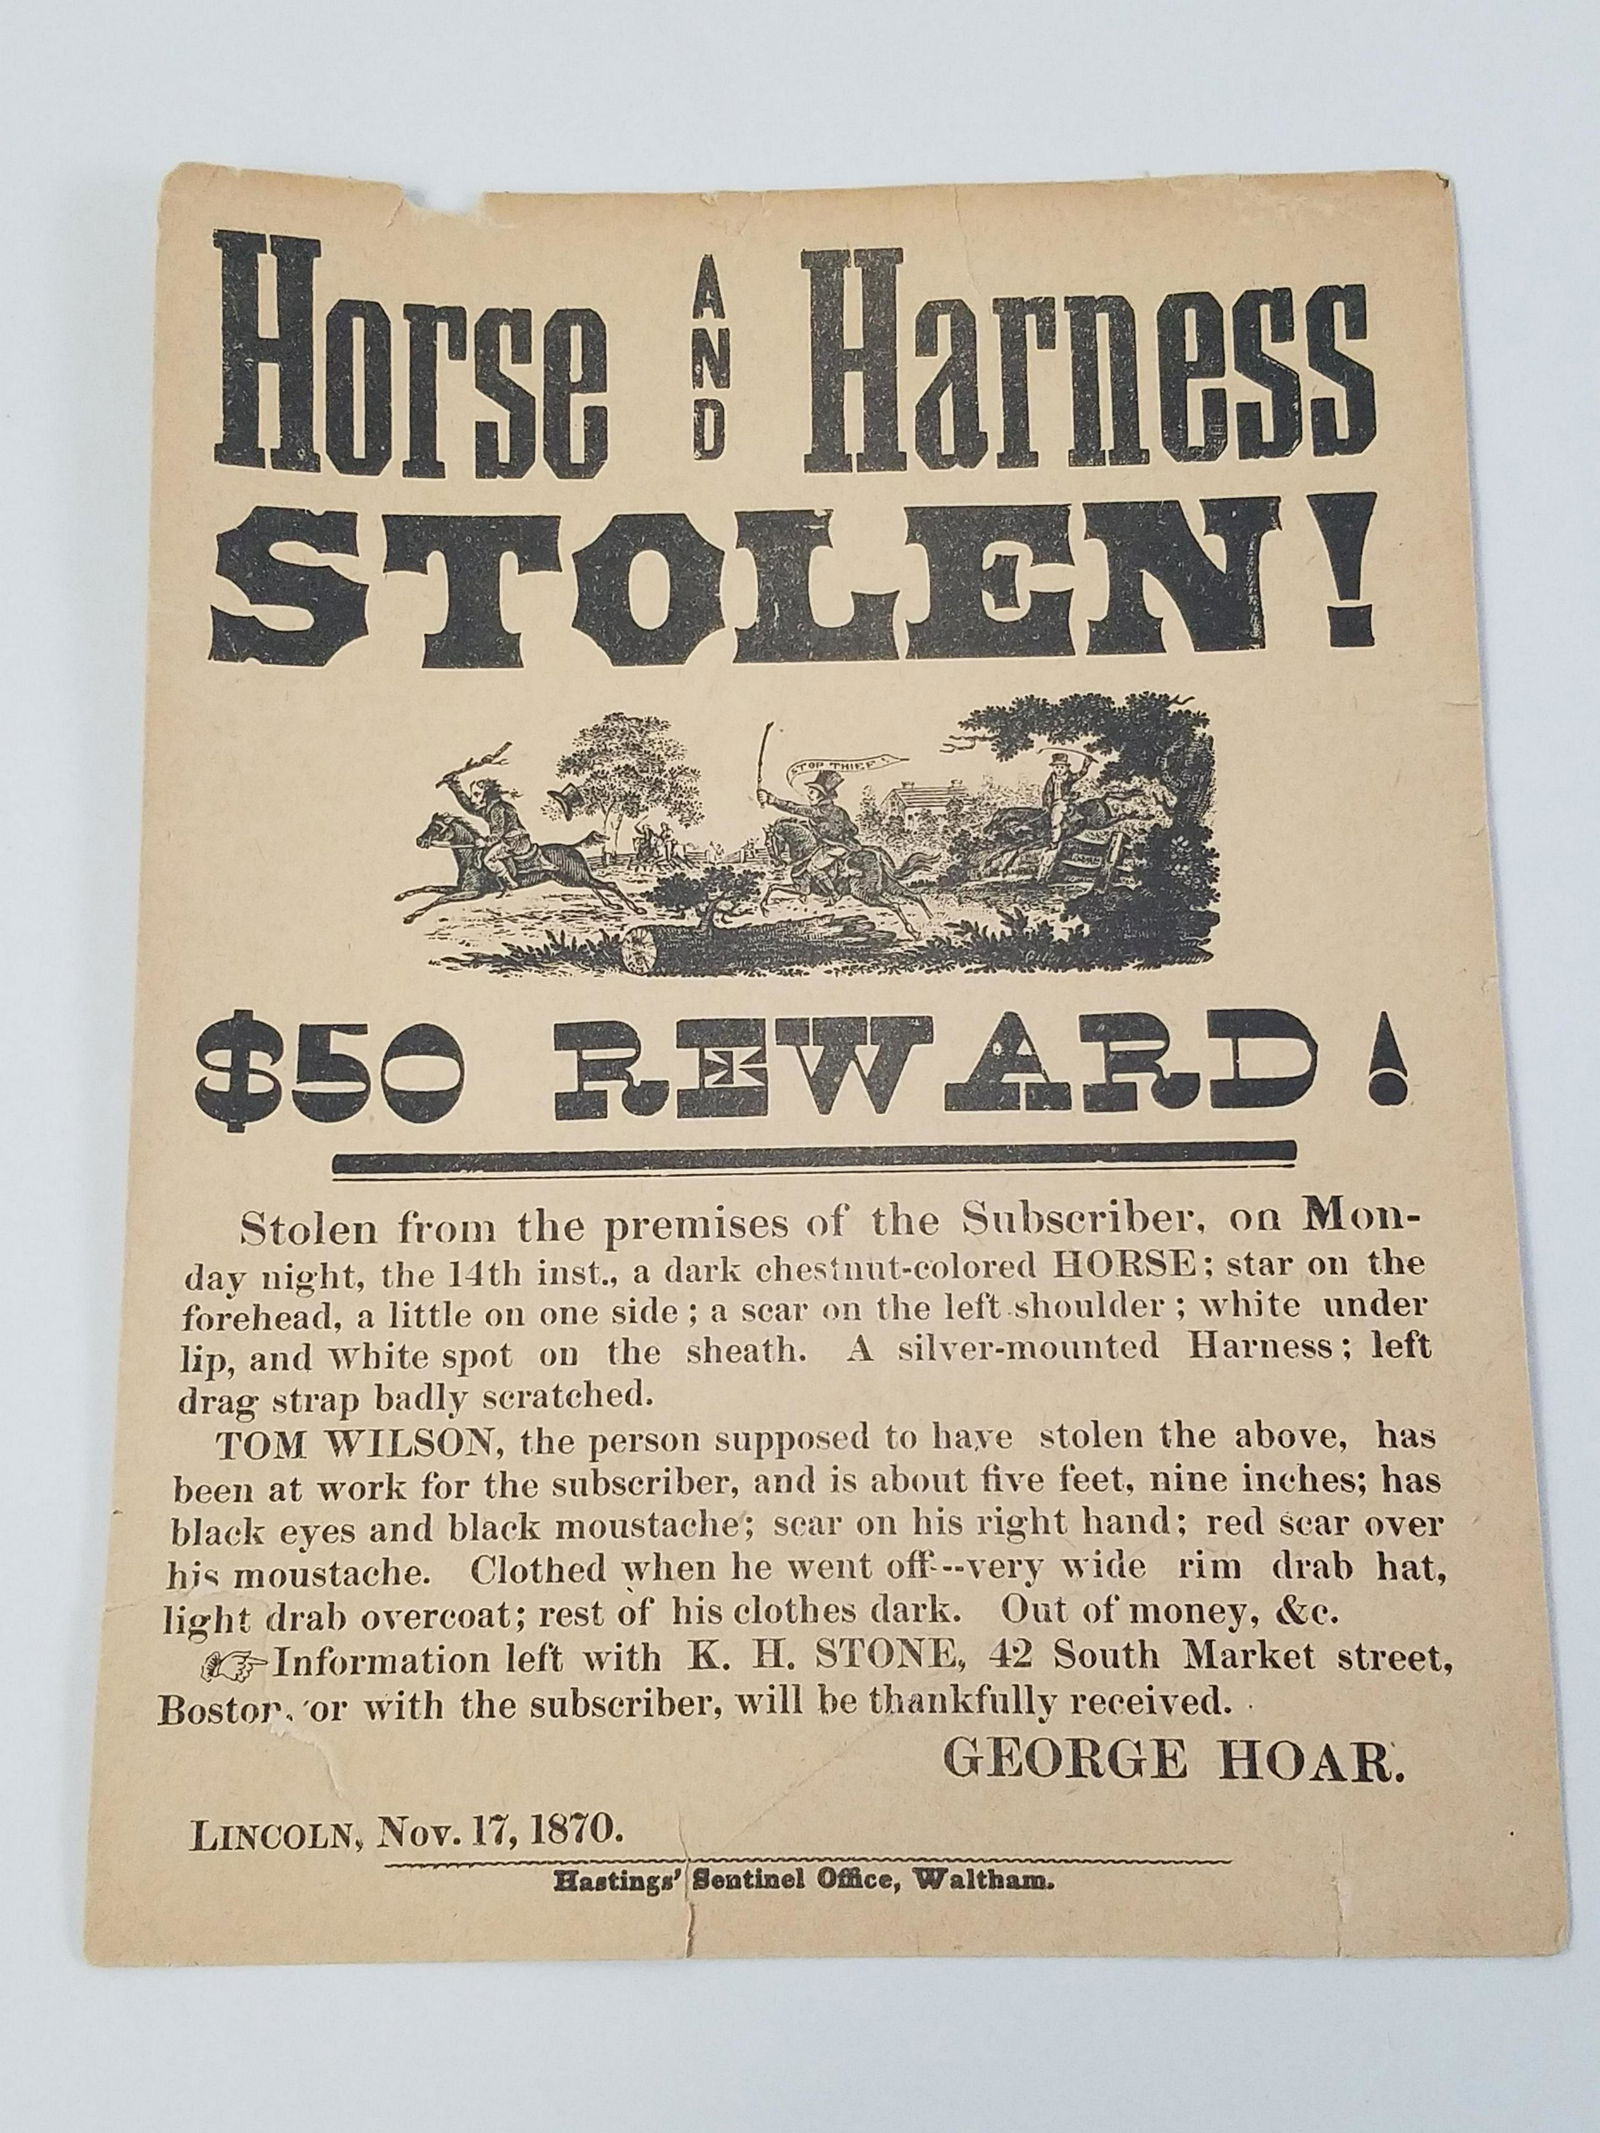 Horse AND Harness
STOLEN!
STOP THIEF!
$50 REWARD!
Stolen from the premises of the Subscriber, on Mon-
day night, the 14th inst., a dark chestnut-colored HORSE; star on the
forehead, a little on one side; a scar on the left shoulder; white under
lip, and white spot on the sheath. A silver-mounted Harness; left
drag strap badly scratched.
TOM WILSON, the person supposed to have stolen the above, has
been at work for the subscriber, and is about five feet, nine inches; has
black eyes and black moustache; scar on his right hand; red scar over
his moustache. Clothed when he went off--very wide rim drab hat,
light drab overcoat; rest of his clothes dark. Out of money, &c.
☞Information left with K. H. STONE, 42 South Market street,
Boston, or with the subscriber, will be thankfully received.
GEORGE HOAR.
LINCOLN, Nov. 17, 1870.
Hastings' Sentinel Office, Waltham.